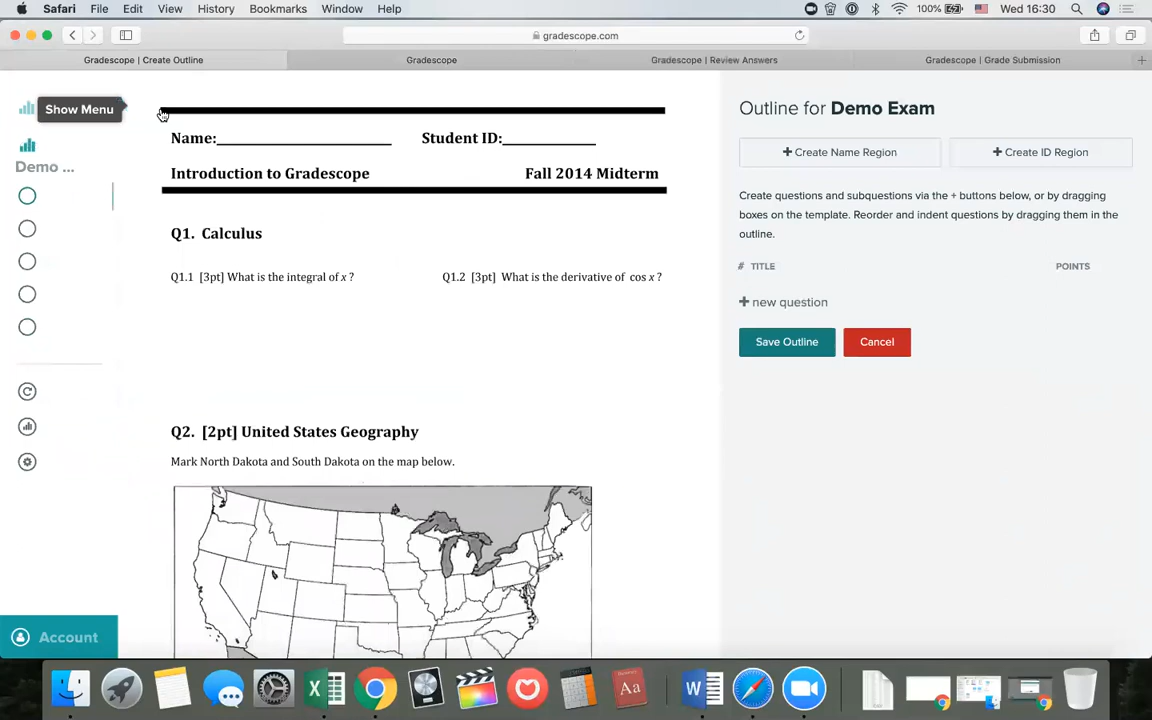 Safari File Edit View History Bookmarks Window Help 100% Wed 16:30
gradescope.com
Gradescope | Create Outline Gradescope Gradescope | Review Answers Gradescope | Grade Submission
Show Menu
Demo ...
Account
Name: Student ID:
Introduction to Gradescope Fall 2014 Midterm
Q1. Calculus
Q1.1 [3pt] What is the integral of x ? Q1.2 [3pt] What is the derivative of cos x ?
Q2. [2pt] United States Geography
Mark North Dakota and South Dakota on the map below.
Outline for Demo Exam
+ Create Name Region + Create ID Region
Create questions and subquestions via the + buttons below, or by dragging
boxes on the template. Reorder and indent questions by dragging them in the
outline.
# TITLE POINTS
+ new question
Save Outline Cancel
Aa